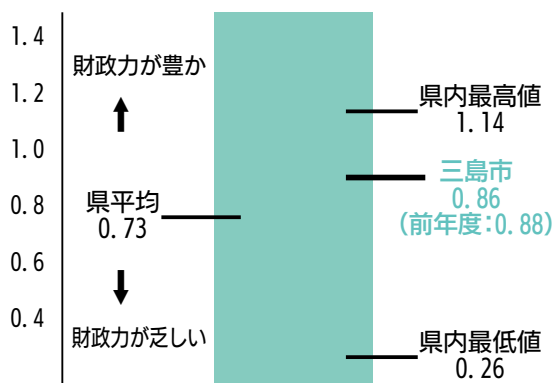 1.4
1.2
1.0
0.8
0.6
0.4
財政力が豊か
県平均
0.73
財政力が乏しい
県内最高値
1.14
三島市
0.86
(前年度:0.88)
県内最低値
0.26